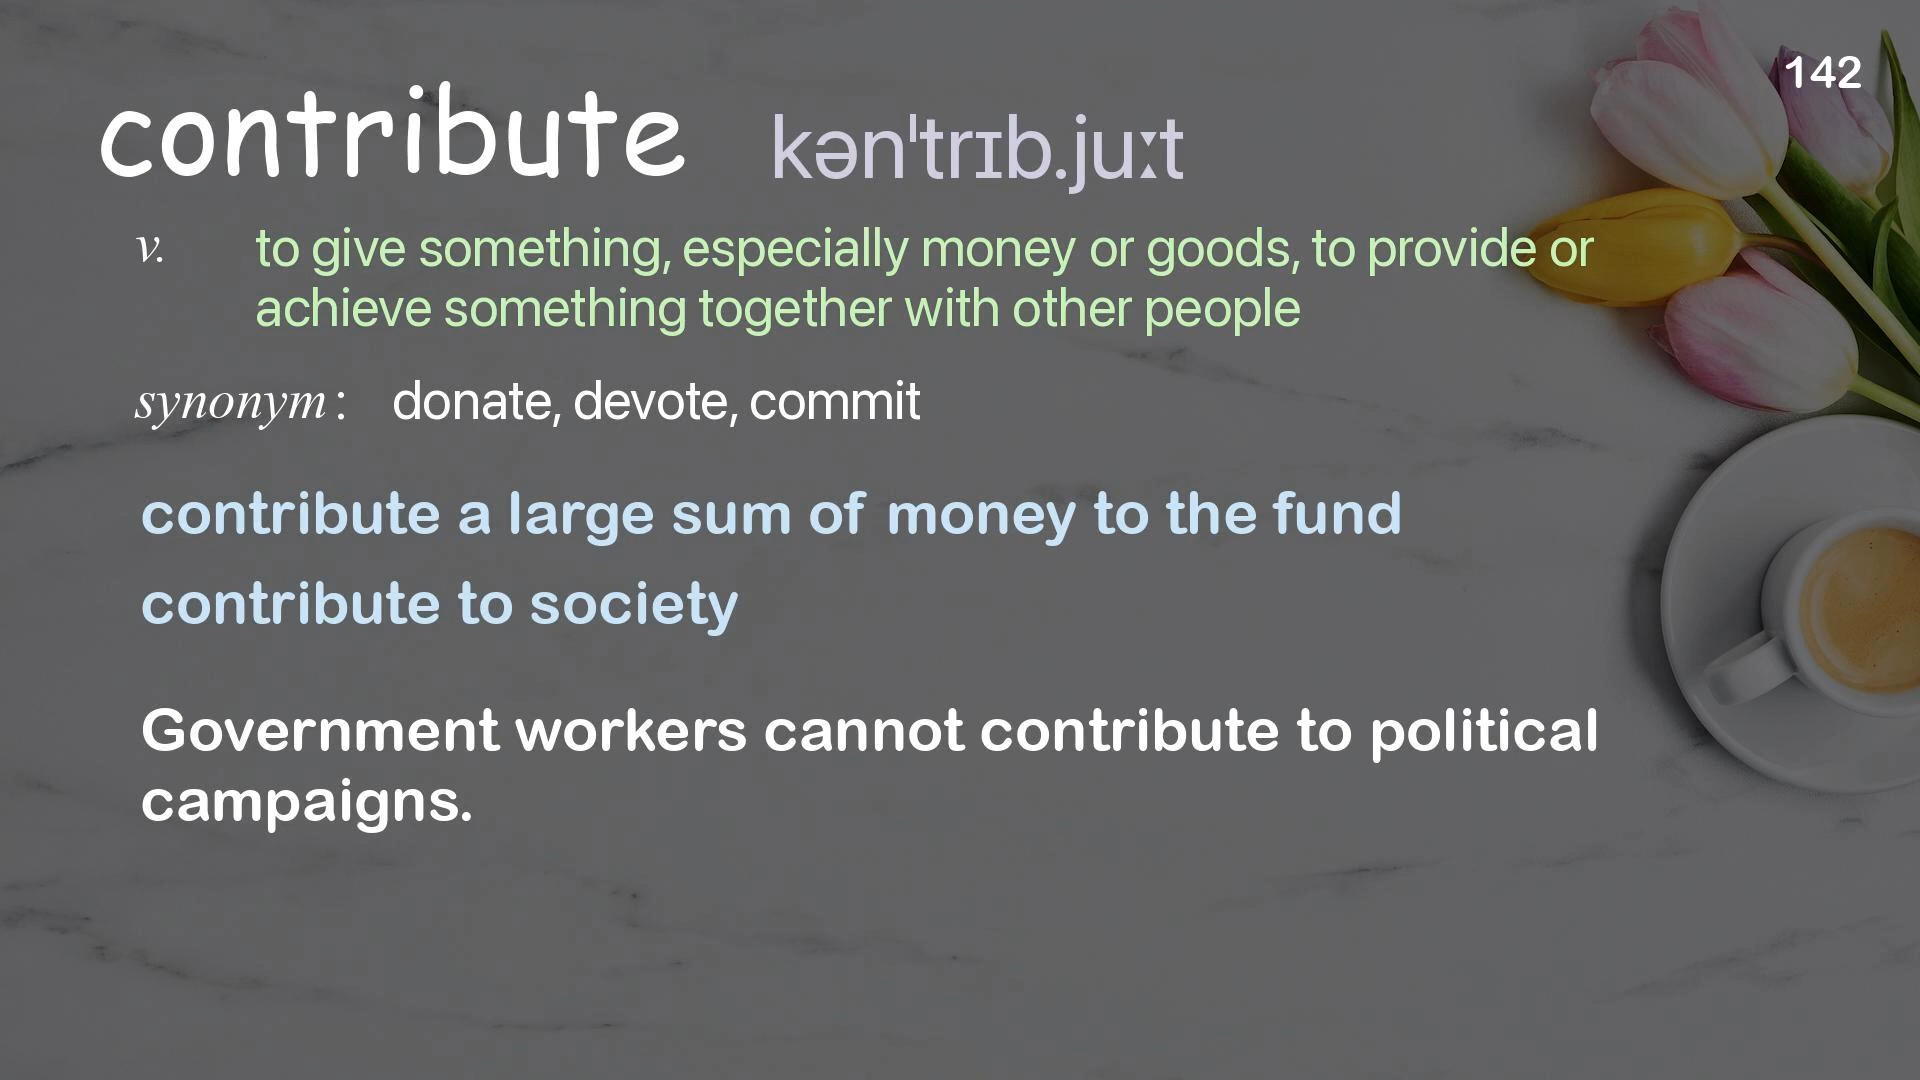 142
contribute kənˈtrɪb.juːt
v. to give something, especially money or goods, to provide or
achieve something together with other people
synonym : donate, devote, commit
contribute a large sum of money to the fund
contribute to society
Government workers cannot contribute to political
campaigns.